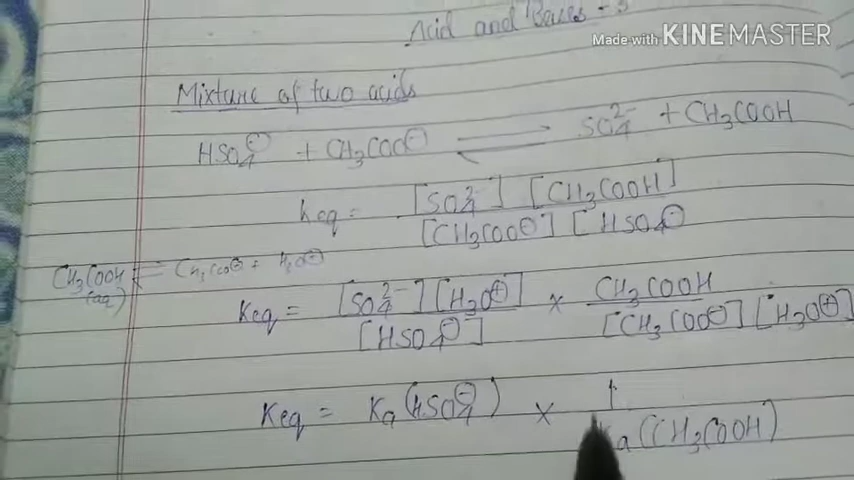 Acid and Bases - 3
Made with KINEMASTER
Mixture of two acids
HSO₄⊖ + CH₃COO⊖ ⇌ SO₄²⁻ + CH₃COOH
Keq = [SO₄²⁻] [CH₃COOH] / [CH₃COO⊖] [HSO₄⊖]
CH₃COOH (aq) ⇌ CH₃COO⊖ + H₃O⊕
Keq = [SO₄²⁻] [H₃O⊕] / [HSO₄⊖] × CH₃COOH / [CH₃COO⊖] [H₃O⊕]
Keq = Ka (HSO₄⊖) × 1 / Ka (CH₃COOH)